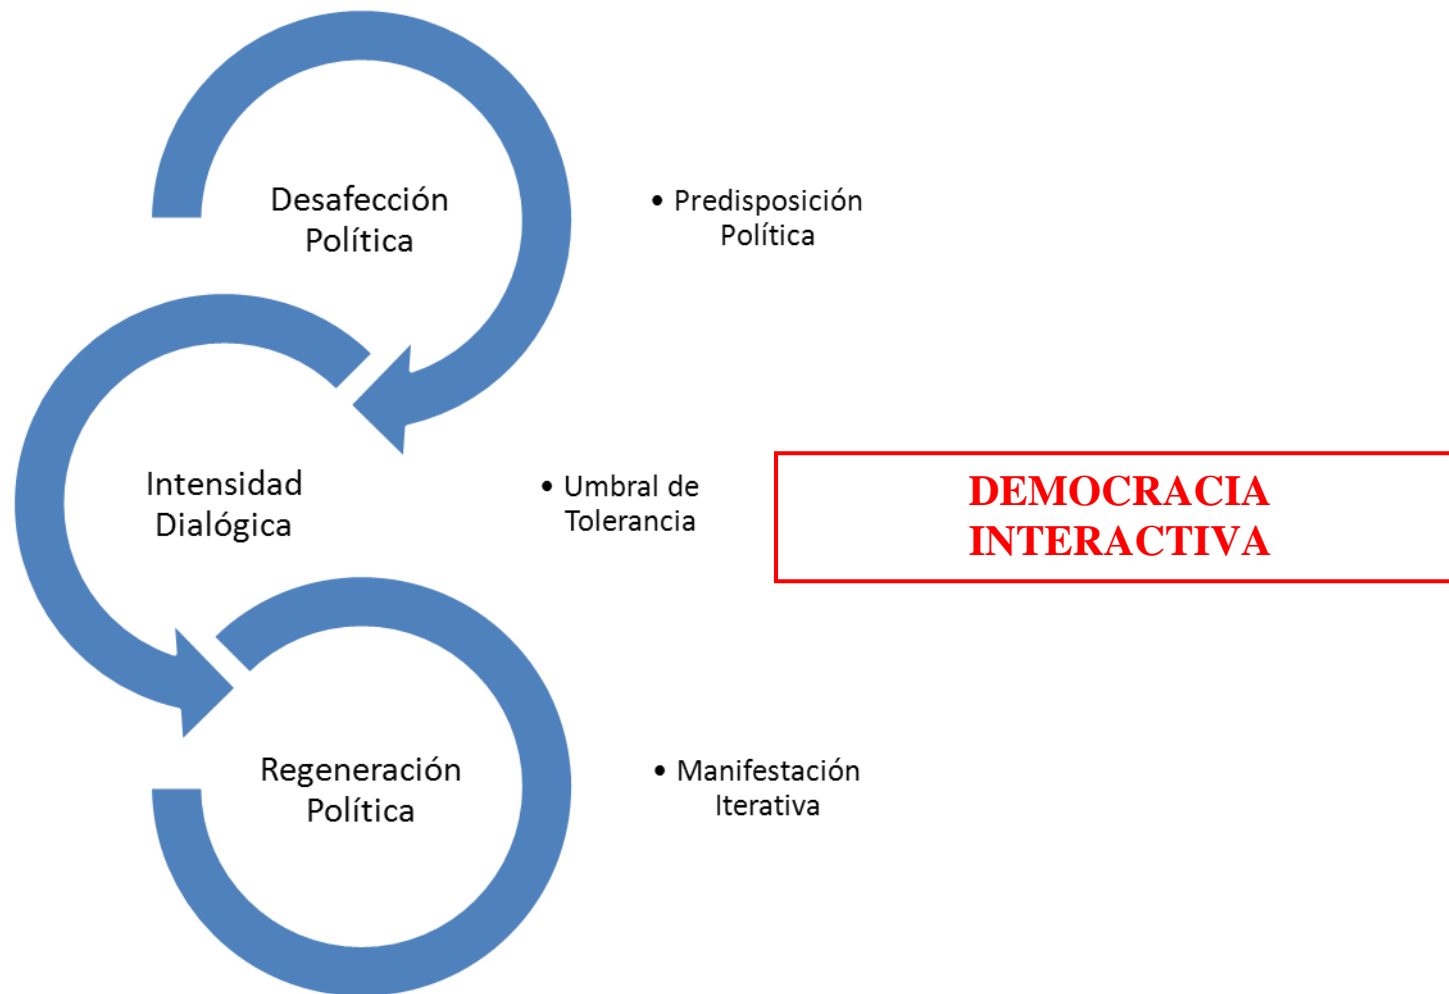 Desafección
Política
• Predisposición
Política
Intensidad
Dialógica
• Umbral de
Tolerancia
DEMOCRACIA
INTERACTIVA
Regeneración
Política
• Manifestación
Iterativa